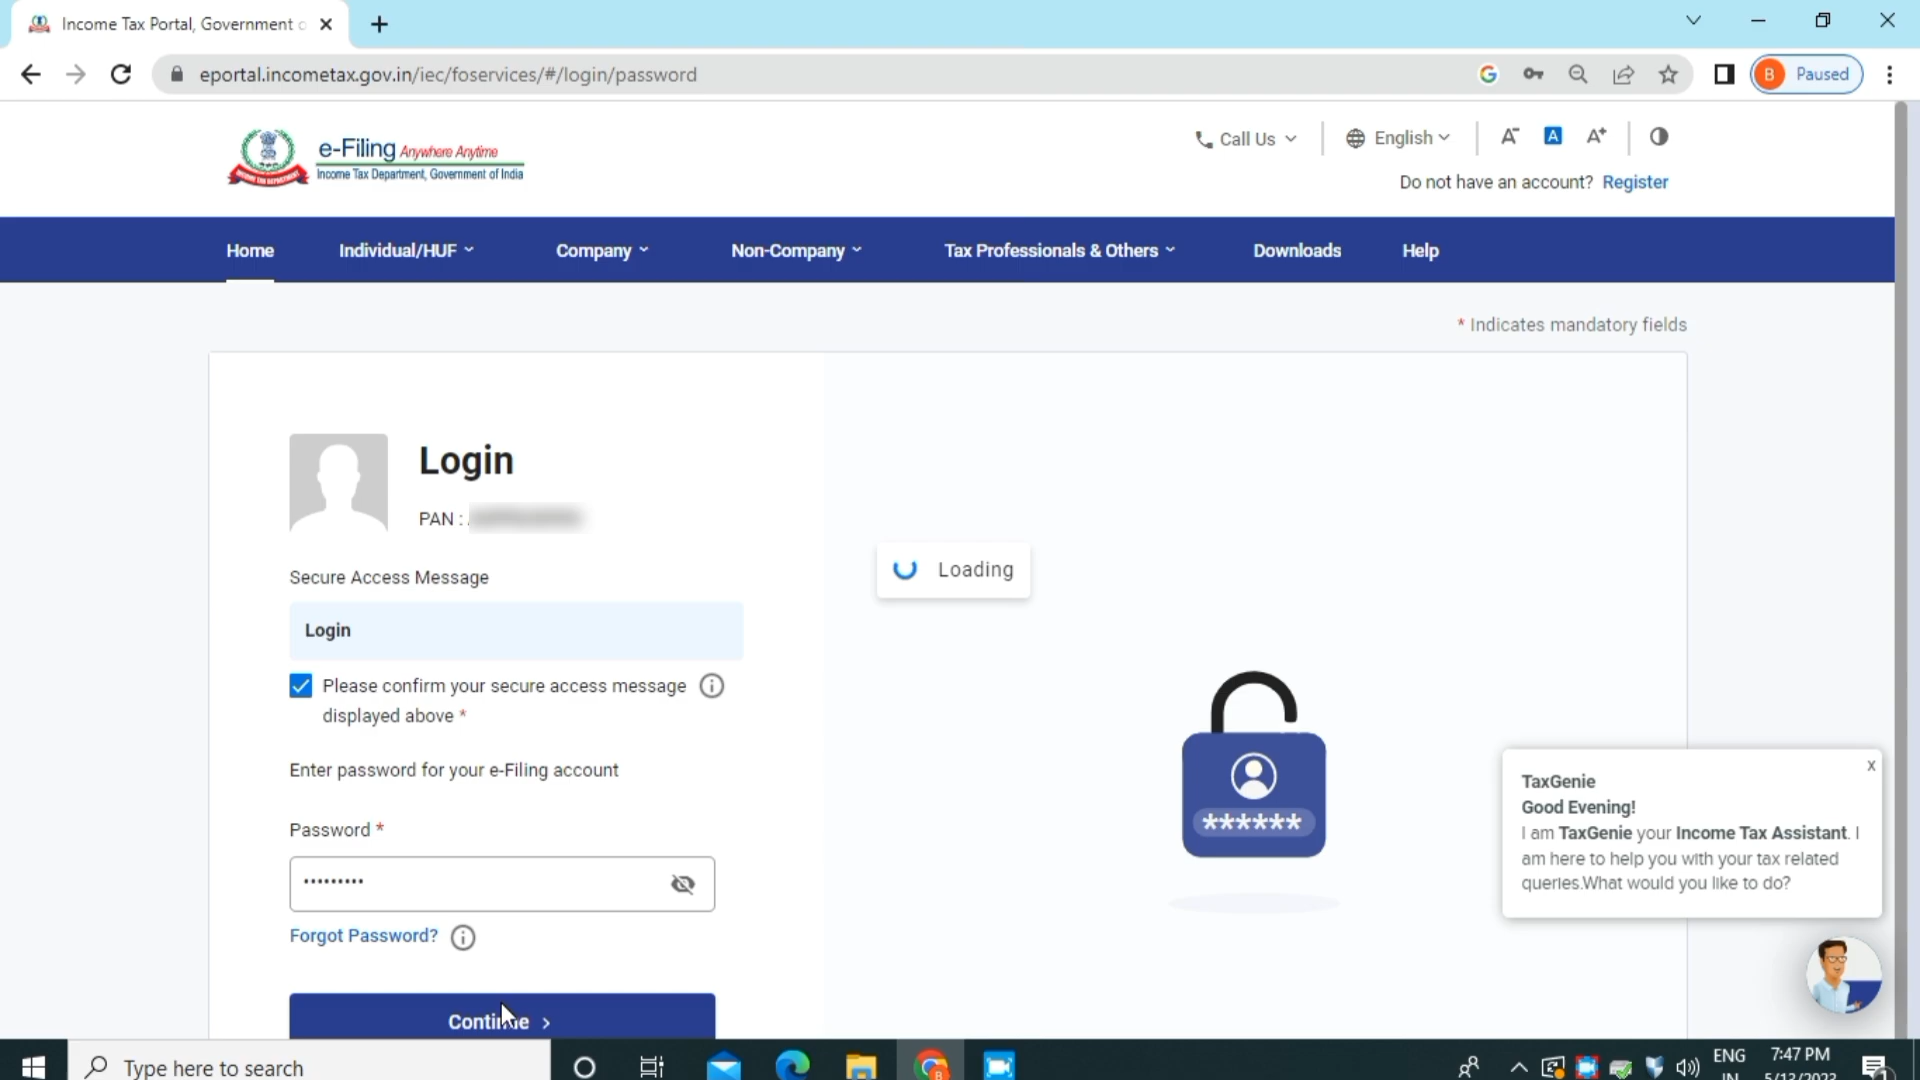 Income Tax Portal, Government o
eportal.incometax.gov.in/iec/foservices/#/login/password
B Paused
e-Filing Anywhere Anytime
Income Tax Department, Government of India
Call Us
English
A- A A+
Do not have an account? Register
Home Individual/HUF Company Non-Company Tax Professionals & Others Downloads Help
* Indicates mandatory fields
Login
PAN :
Secure Access Message
Login
Please confirm your secure access message
displayed above *
Enter password for your e-Filing account
Password *
•••••••••
Forgot Password?
Continue >
Loading
******
x
TaxGenie
Good Evening!
I am TaxGenie your Income Tax Assistant. I
am here to help you with your tax related
queries.What would you like to do?
Type here to search
ENG
IN
7:47 PM
5/13/2023